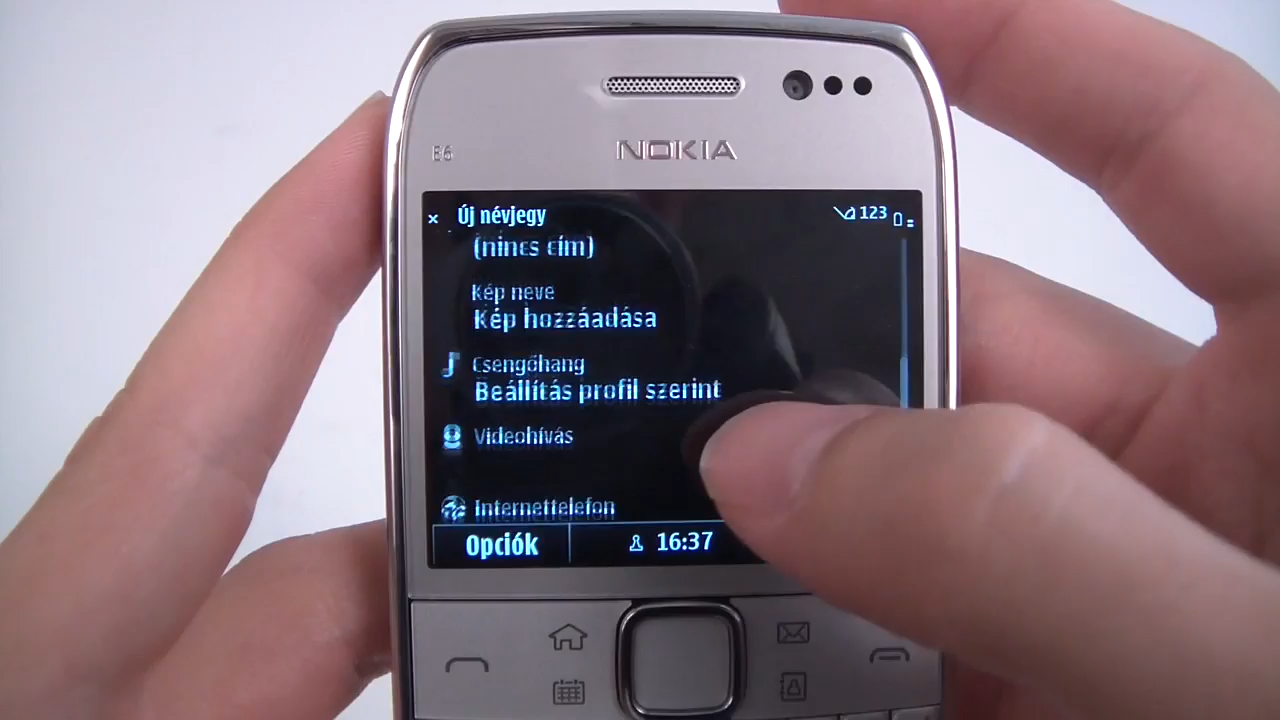 E6
NOKIA
× Új névjegy 123
(nincs cím)
Kép neve
Kép hozzáadása
Csengőhang
Beállítás profil szerint
Videohívás
Internettelefon
Opciók 16:37